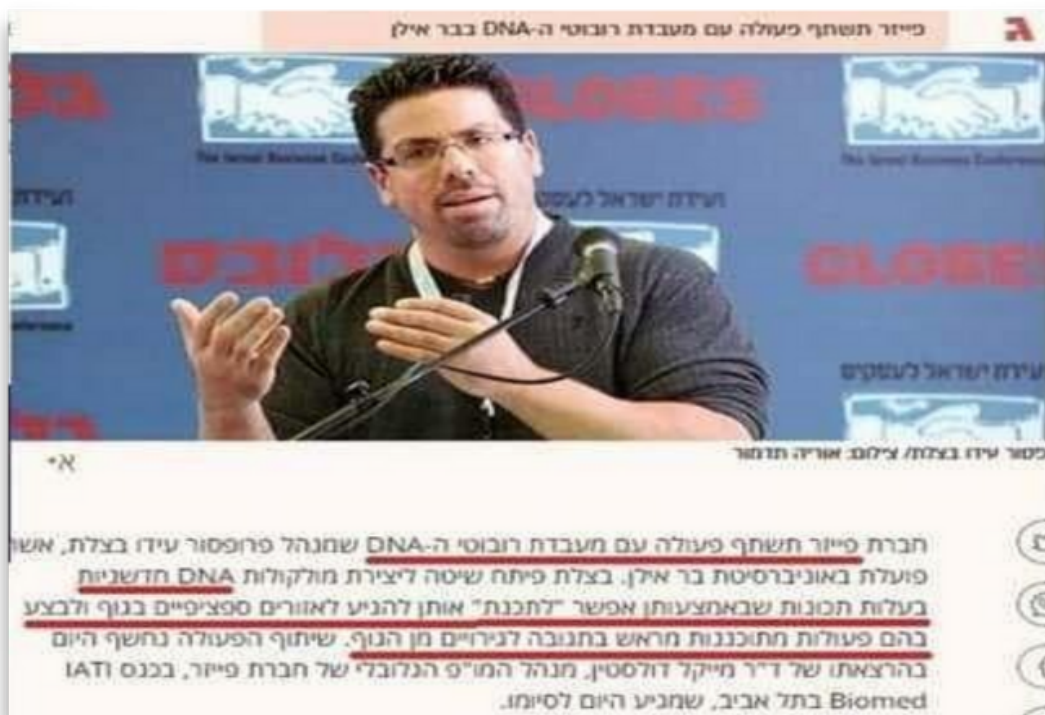 פייזר תשתף פעולה עם מעבדת רובוטי ה-DNA בבר אילן
GLOBES
The Israel Business Conference
ועידת ישראל לעסקים
גלובס
GLOBES
ועידת ישראל לעסקים
עידו בצלת/ צילום: אוריה תדמור
א+
חברת פייזר תשתף פעולה עם מעבדת רובוטי ה-DNA שמנהל פרופסור עידו בצלת, אשר
פועלת באוניברסיטת בר אילן. בצלת פיתח שיטה ליצירת מולקולות DNA חדשניות
בעלות תכונות שבאמצעותן אפשר "לתכנת" אותן להגיע לאזורים ספציפיים בגוף ולבצע
בהם פעולות מתוכננות מראש בתגובה לגירויים מן הגוף. שיתוף הפעולה נחשף היום
בהרצאתו של ד"ר מייקל דולסטין, מנהל המו"פ הגלובלי של חברת פייזר, בכנס IATI
Biomed בתל אביב, שמגיע היום לסיומו.